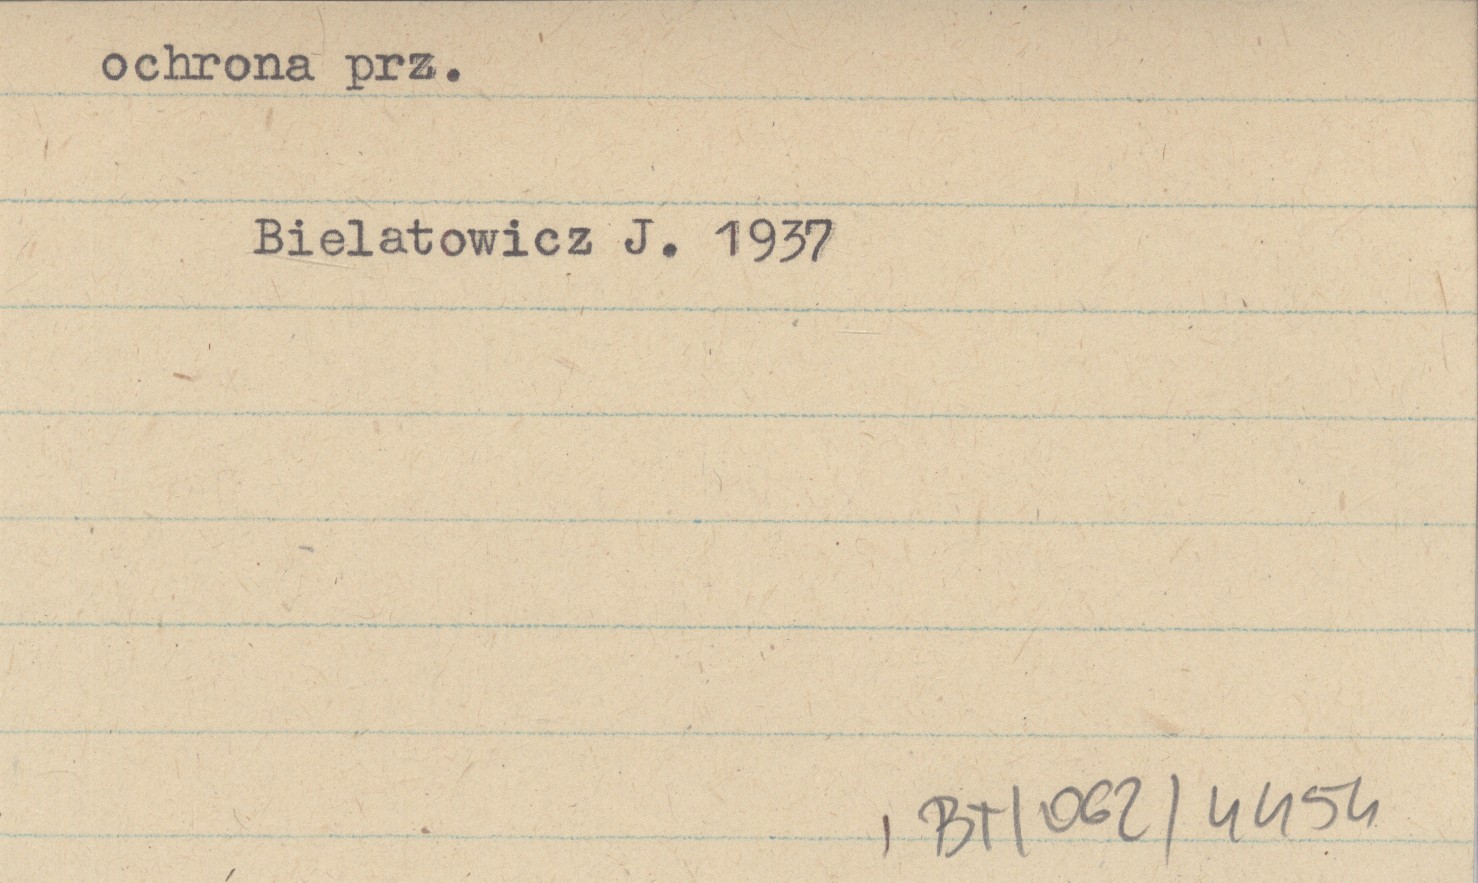 ochrona prz.
Bielatowicz J. 1937
BT/062/4454